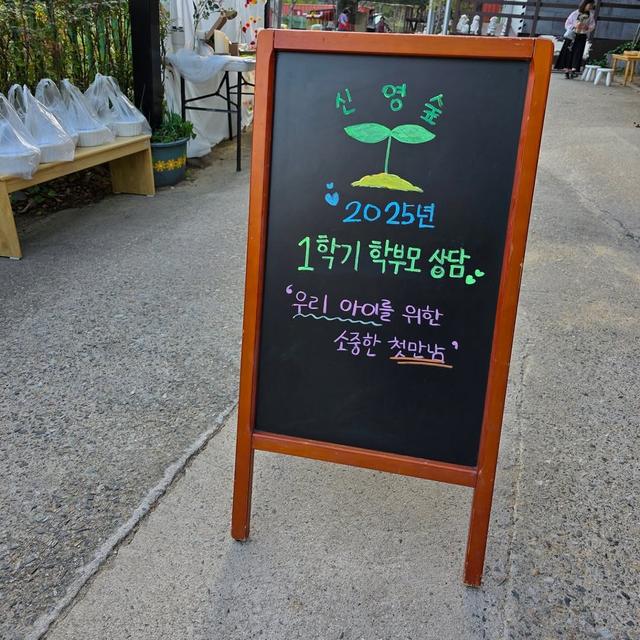 신영숲
2025년
1학기 학부모 상담
'우리 아이를 위한
소중한 첫만남'